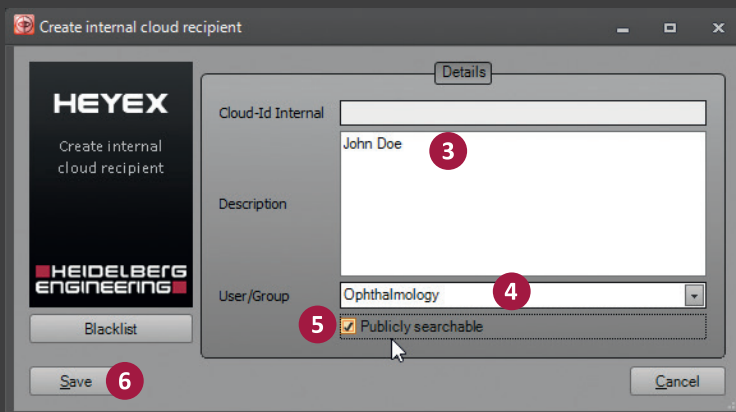 Create internal cloud recipient
HEYEX
Create internal
cloud recipient
HEIDELBERG
ENGINEERING
Blacklist
Save 6
Details
Cloud-Id Internal
John Doe 3
Description
User/Group Ophthalmology 4
5 Publicly searchable
Cancel